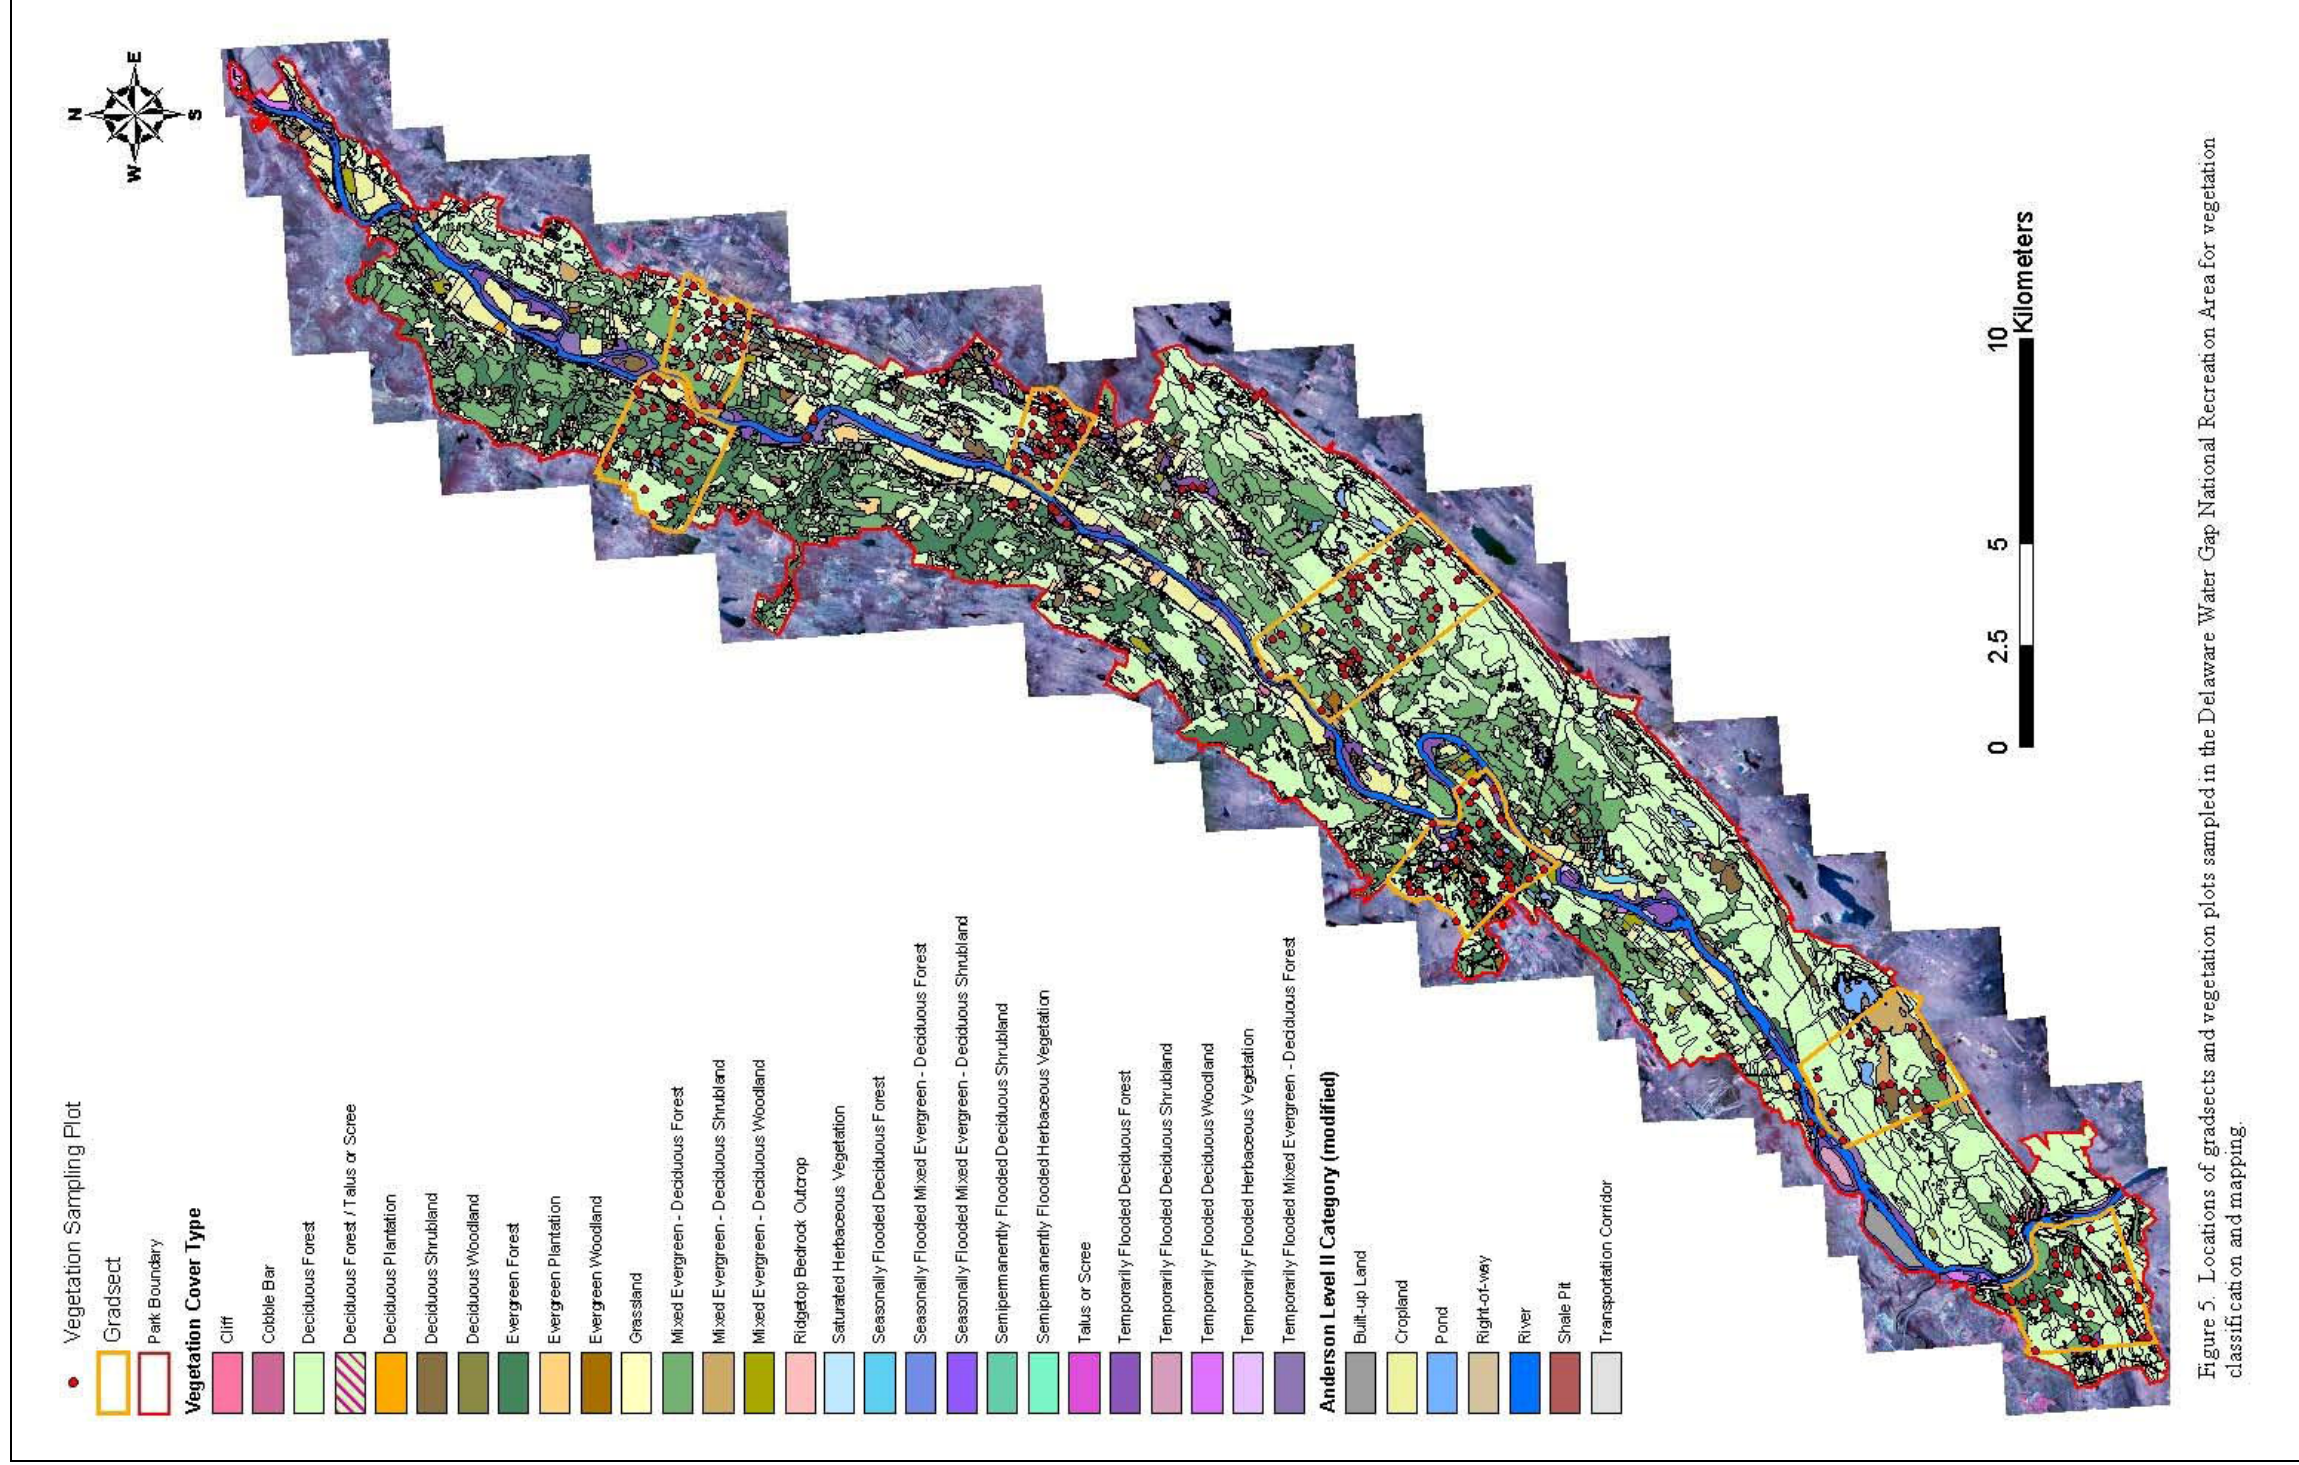 N
E
W
S
Vegetation Sampling Plot
Gradsect
Park Boundary
Vegetation Cover Type
Cliff
Cobble Bar
Deciduous Forest
Deciduous Forest / Talus or Scree
Deciduous Plantation
Deciduous Shrubland
Deciduous Woodland
Evergreen Forest
Evergreen Plantation
Evergreen Woodland
Grassland
Mixed Evergreen - Deciduous Forest
Mixed Evergreen - Deciduous Shrubland
Mixed Evergreen - Deciduous Woodland
Ridgetop Bedrock Outcrop
Saturated Herbaceous Vegetation
Seasonally Flooded Deciduous Forest
Seasonally Flooded Mixed Evergreen - Deciduous Forest
Seasonally Flooded Mixed Evergreen - Deciduous Shrubland
Semipermanently Flooded Deciduous Shrubland
Semipermanently Flooded Herbaceous Vegetation
Talus or Scree
Temporarily Flooded Deciduous Forest
Temporarily Flooded Deciduous Shrubland
Temporarily Flooded Deciduous Woodland
Temporarily Flooded Herbaceous Vegetation
Temporarily Flooded Mixed Evergreen - Deciduous Forest
Anderson Level II Category (modified)
Built-up Land
Cropland
Pond
Right-of-way
River
Shale Pit
Transportation Corridor
0 2.5 5 10
Kilometers
Figure 5. Locations of gradsects and vegetation plots sampled in the Delaware Water Gap National Recreation Area for vegetation
classification and mapping.